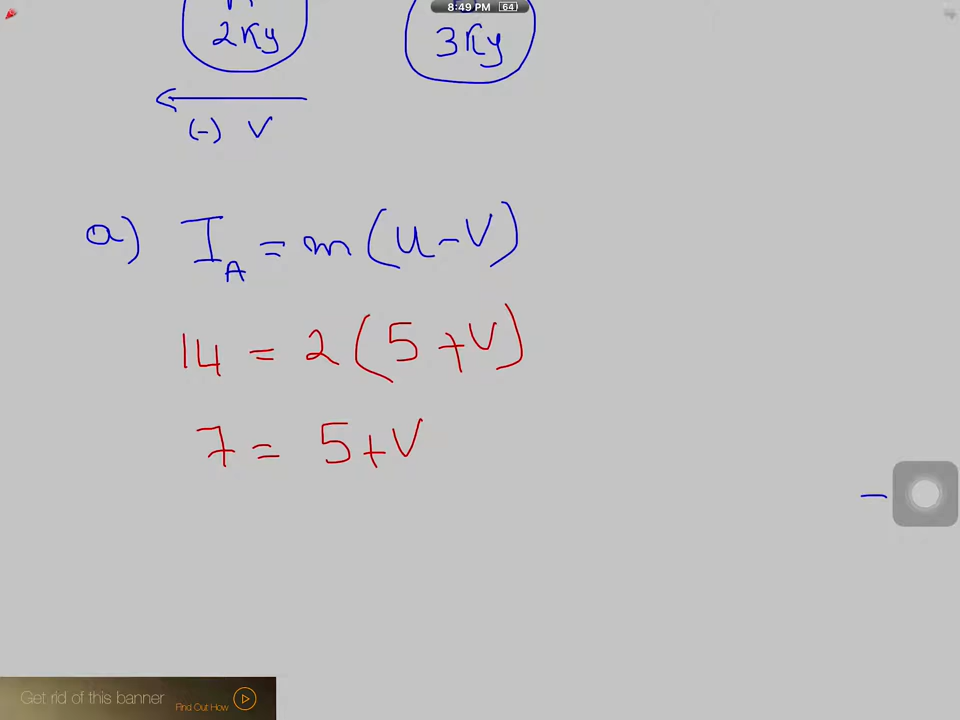 8:49 PM 64
2Kg
3Kg
(-) V
a) I_A = m(u-v)
14 = 2(5+v)
7 = 5+v
-
Get rid of this banner
Find Out How